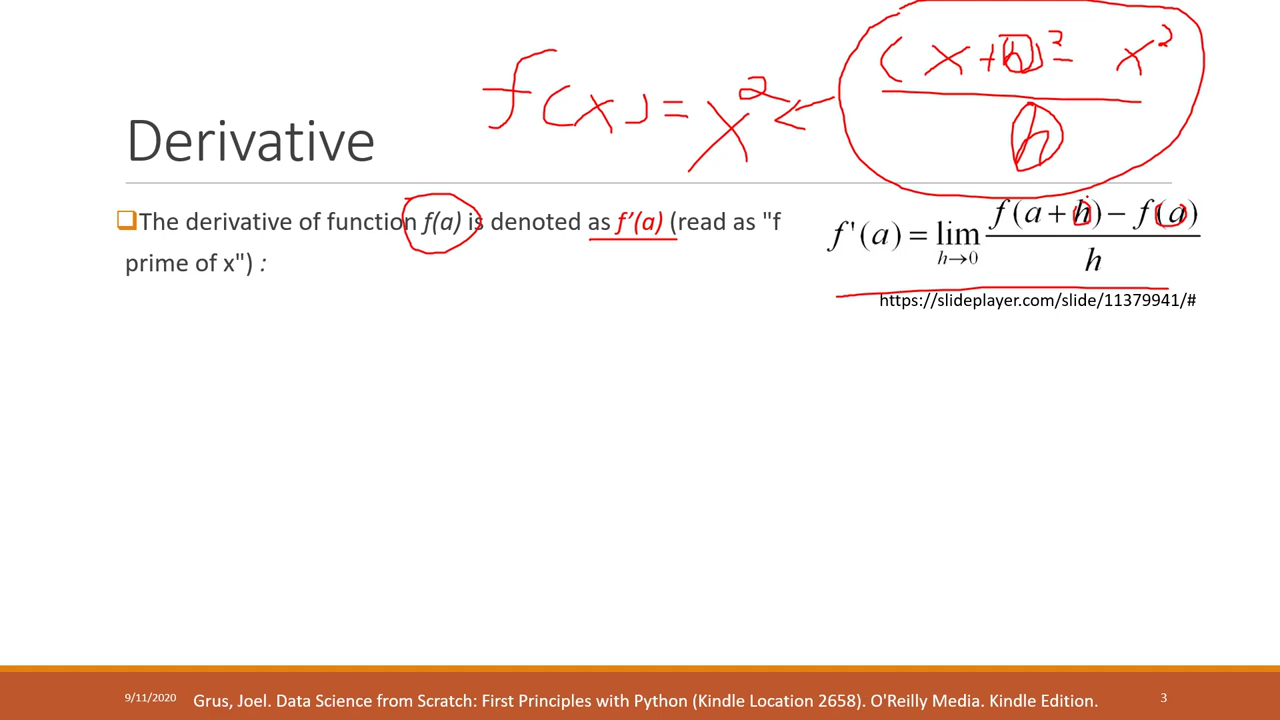 f(x) = x² ← ((x+h)² - x²)/h
Derivative
❑The derivative of function f(a) is denoted as f’(a) (read as "f
prime of x") :
f'(a) = lim h→0 (f(a + h) − f(a))/h
https://slideplayer.com/slide/11379941/#
9/11/2020
Grus, Joel. Data Science from Scratch: First Principles with Python (Kindle Location 2658). O'Reilly Media. Kindle Edition.
3